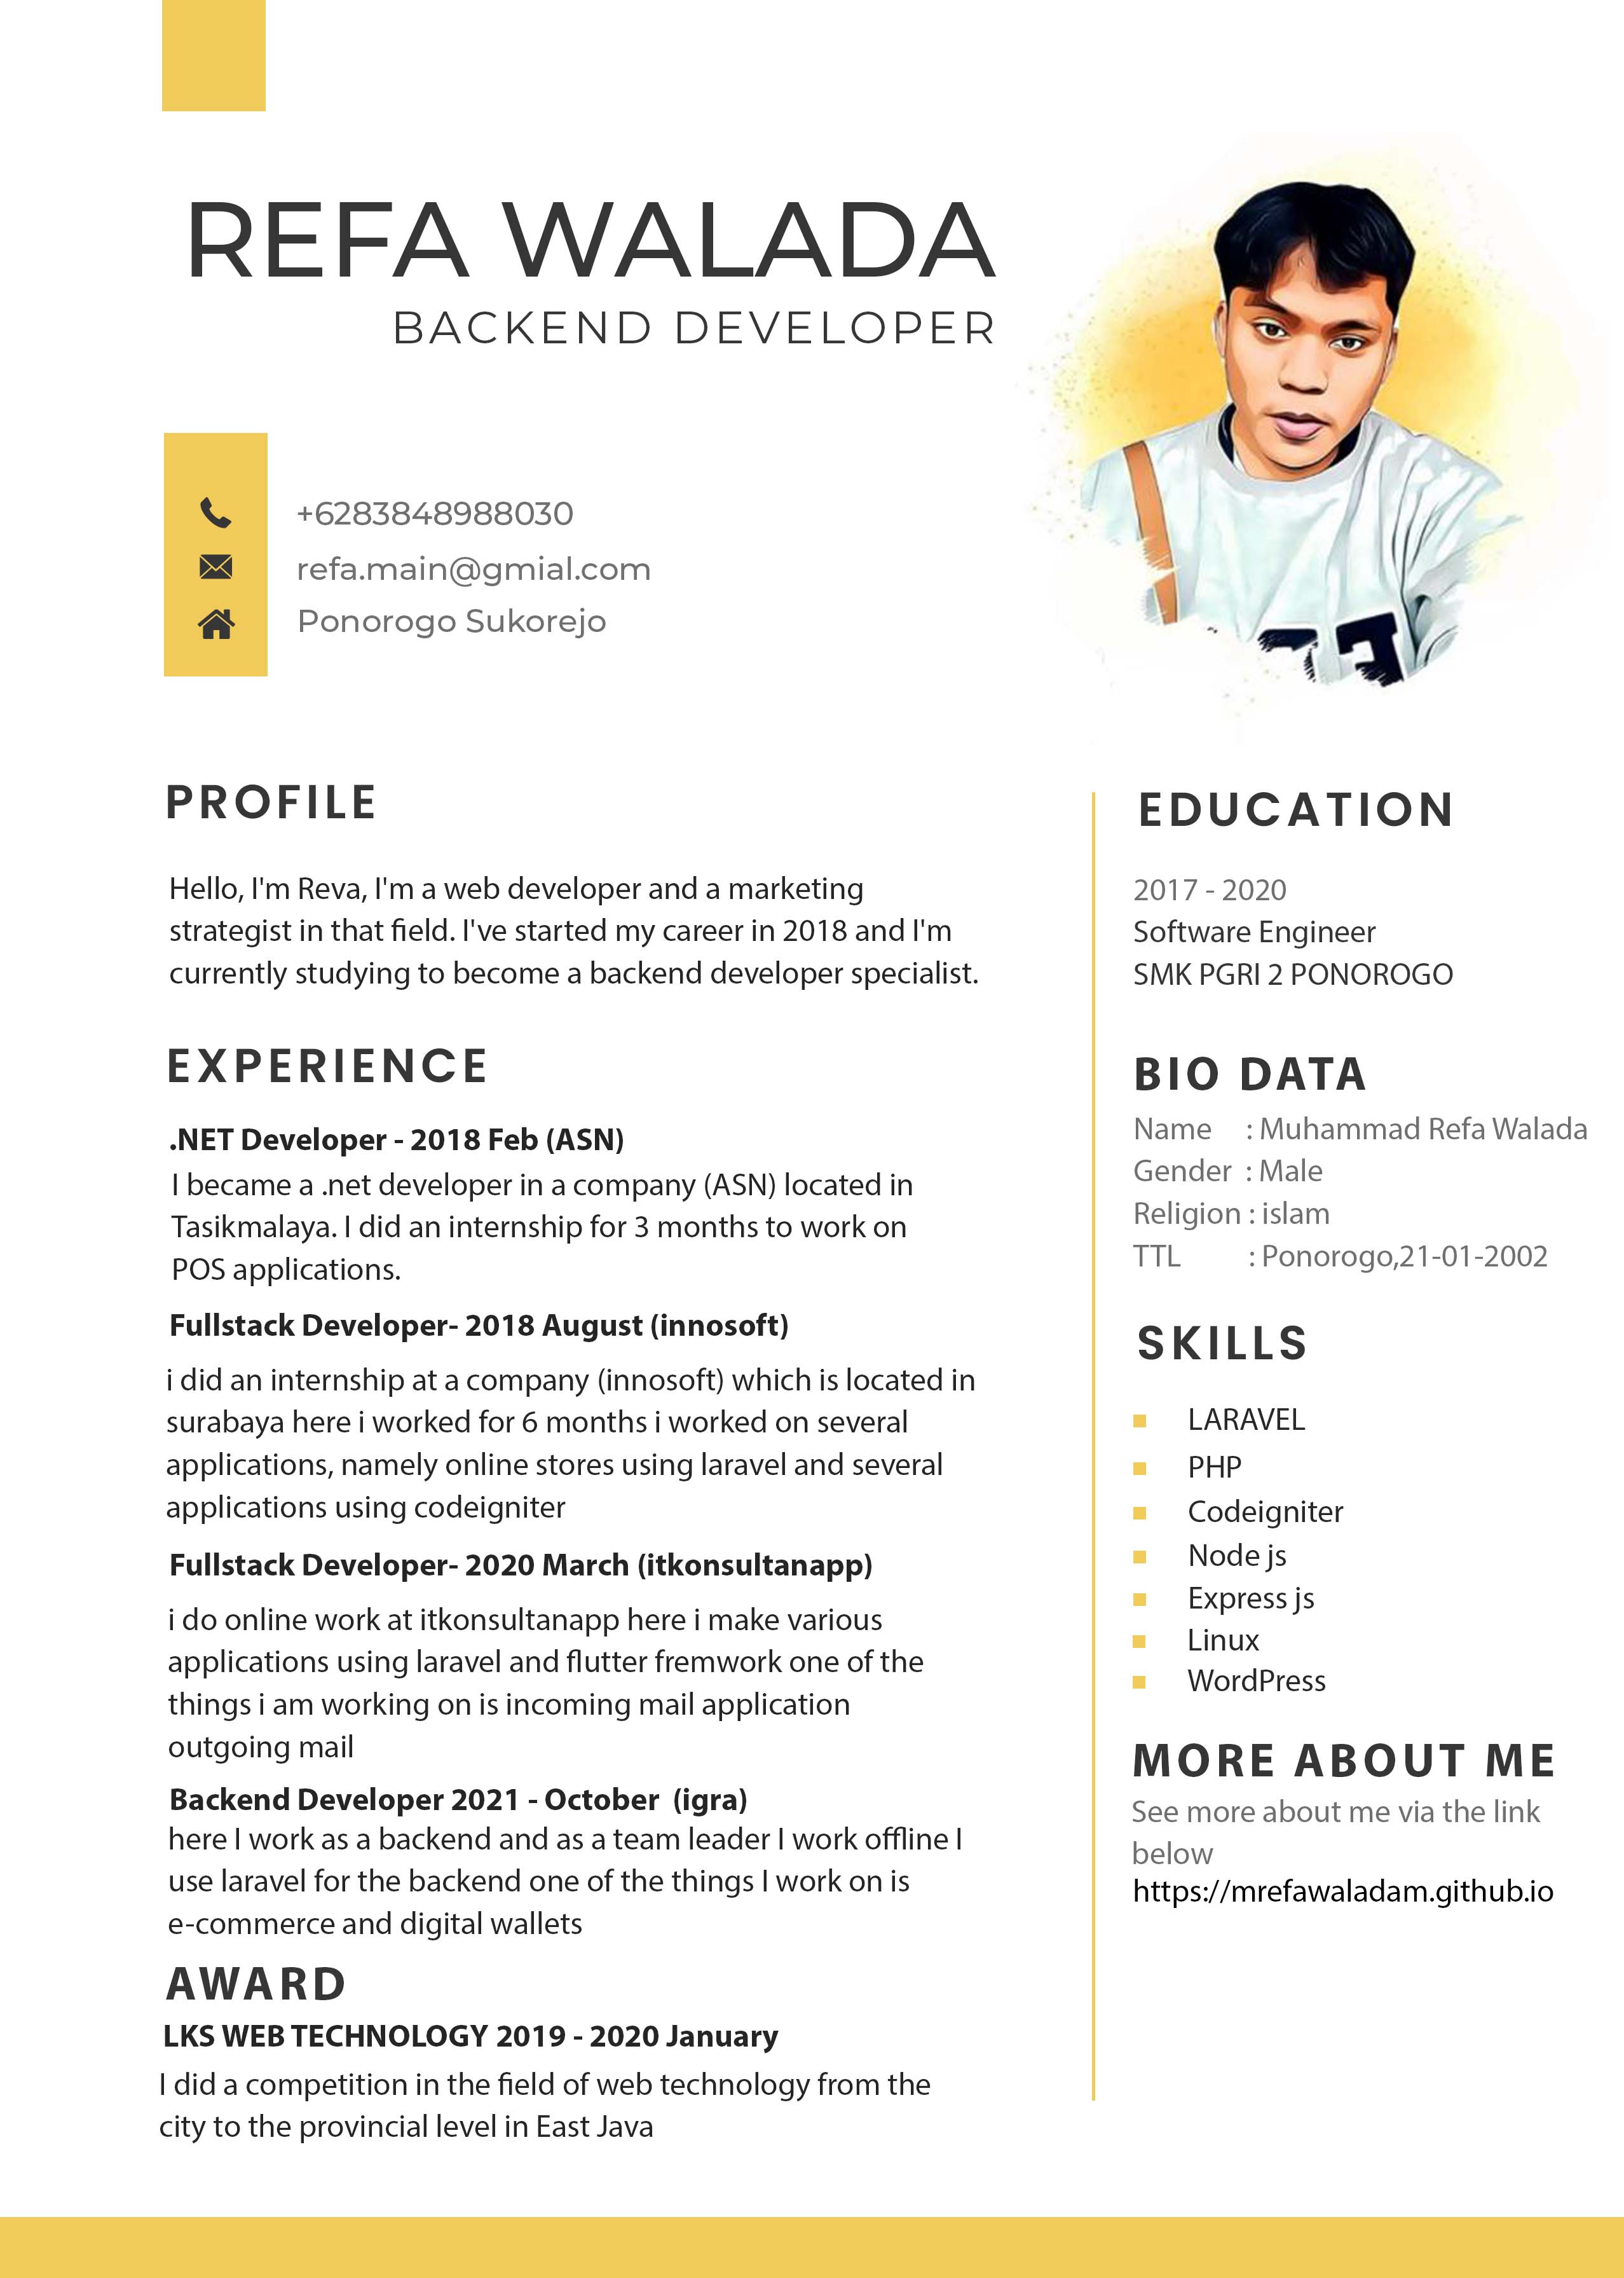 REFA WALADA
BACKEND DEVELOPER
+6283848988030
refa.main@gmial.com
Ponorogo Sukorejo
PROFILE
Hello, I'm Reva, I'm a web developer and a marketing
strategist in that field. I've started my career in 2018 and I'm
currently studying to become a backend developer specialist.
EXPERIENCE
.NET Developer - 2018 Feb (ASN)
I became a .net developer in a company (ASN) located in
Tasikmalaya. I did an internship for 3 months to work on
POS applications.
Fullstack Developer- 2018 August (innosoft)
i did an internship at a company (innosoft) which is located in
surabaya here i worked for 6 months i worked on several
applications, namely online stores using laravel and several
applications using codeigniter
Fullstack Developer- 2020 March (itkonsultanapp)
i do online work at itkonsultanapp here i make various
applications using laravel and flutter fremwork one of the
things i am working on is incoming mail application
outgoing mail
Backend Developer 2021 - October  (igra)
here I work as a backend and as a team leader I work offline I
use laravel for the backend one of the things I work on is
e-commerce and digital wallets
AWARD
LKS WEB TECHNOLOGY 2019 - 2020 January
I did a competition in the field of web technology from the
city to the provincial level in East Java
EDUCATION
2017 - 2020
Software Engineer
SMK PGRI 2 PONOROGO
BIO DATA
Name : Muhammad Refa Walada
Gender : Male
Religion : islam
TTL : Ponorogo,21-01-2002
SKILLS
LARAVEL
PHP
Codeigniter
Node js
Express js
Linux
WordPress
MORE ABOUT ME
See more about me via the link
below
https://mrefawaladam.github.io